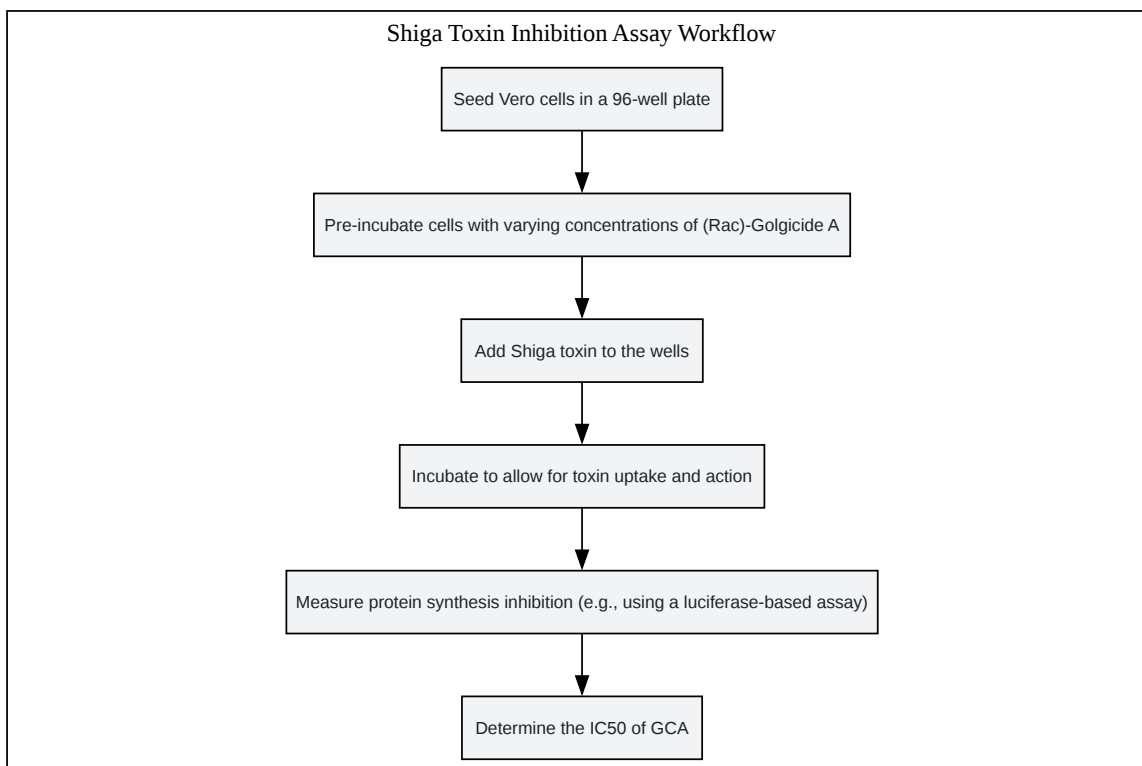 Shiga Toxin Inhibition Assay Workflow
Seed Vero cells in a 96-well plate
Pre-incubate cells with varying concentrations of (Rac)-Golgicide A
Add Shiga toxin to the wells
Incubate to allow for toxin uptake and action
Measure protein synthesis inhibition (e.g., using a luciferase-based assay)
Determine the IC50 of GCA